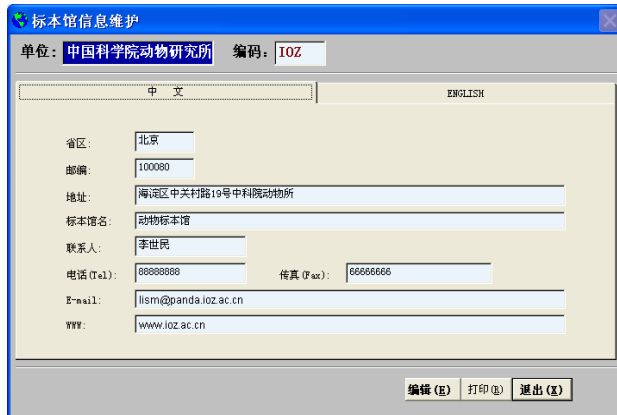 标本馆信息维护
单位: 中国科学院动物研究所 编码: IOZ
中 文 ENGLISH
省区: 北京
邮编: 100080
地址: 海淀区中关村路19号中科院动物所
标本馆名: 动物标本馆
联系人: 李世民
电话(Tel): 88888888 传真(Fax): 66666666
E-mail: lism@panda.ioz.ac.cn
WWW: www.ioz.ac.cn
编辑(E) 打印(R) 退出(X)